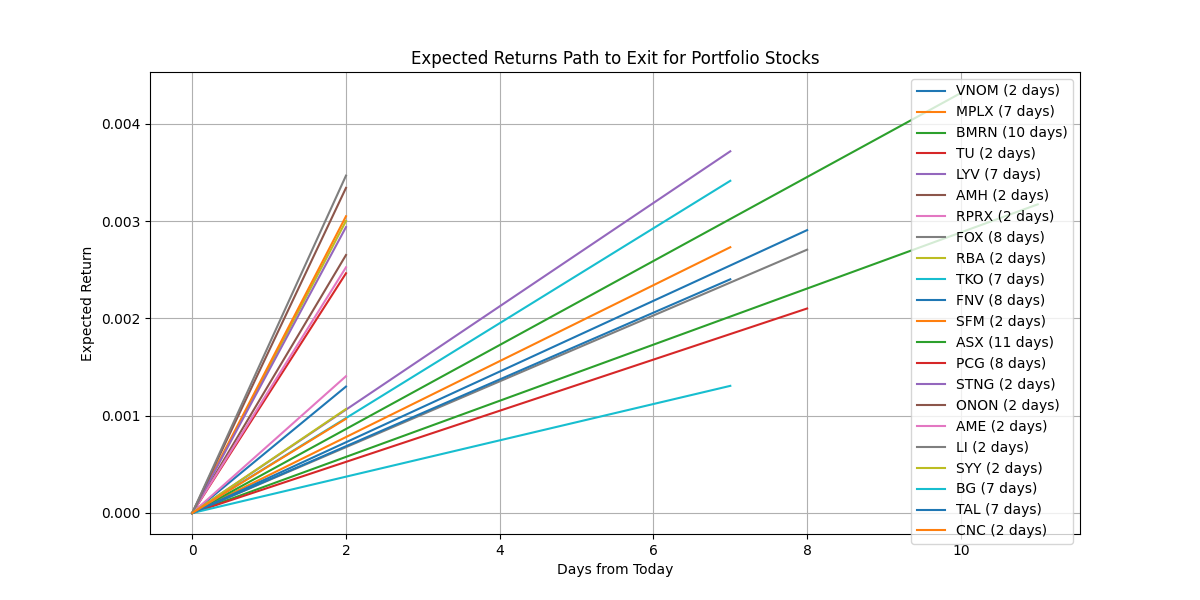 Expected Returns Path to Exit for Portfolio Stocks
Expected Return
0.004
0.003
0.002
0.001
0.000
0
2
4
6
8
10
Days from Today
VNOM (2 days)
MPLX (7 days)
BMRN (10 days)
TU (2 days)
LYV (7 days)
AMH (2 days)
RPRX (2 days)
FOX (8 days)
RBA (2 days)
TKO (7 days)
FNV (8 days)
SFM (2 days)
ASX (11 days)
PCG (8 days)
STNG (2 days)
ONON (2 days)
AME (2 days)
LI (2 days)
SYY (2 days)
BG (7 days)
TAL (7 days)
CNC (2 days)